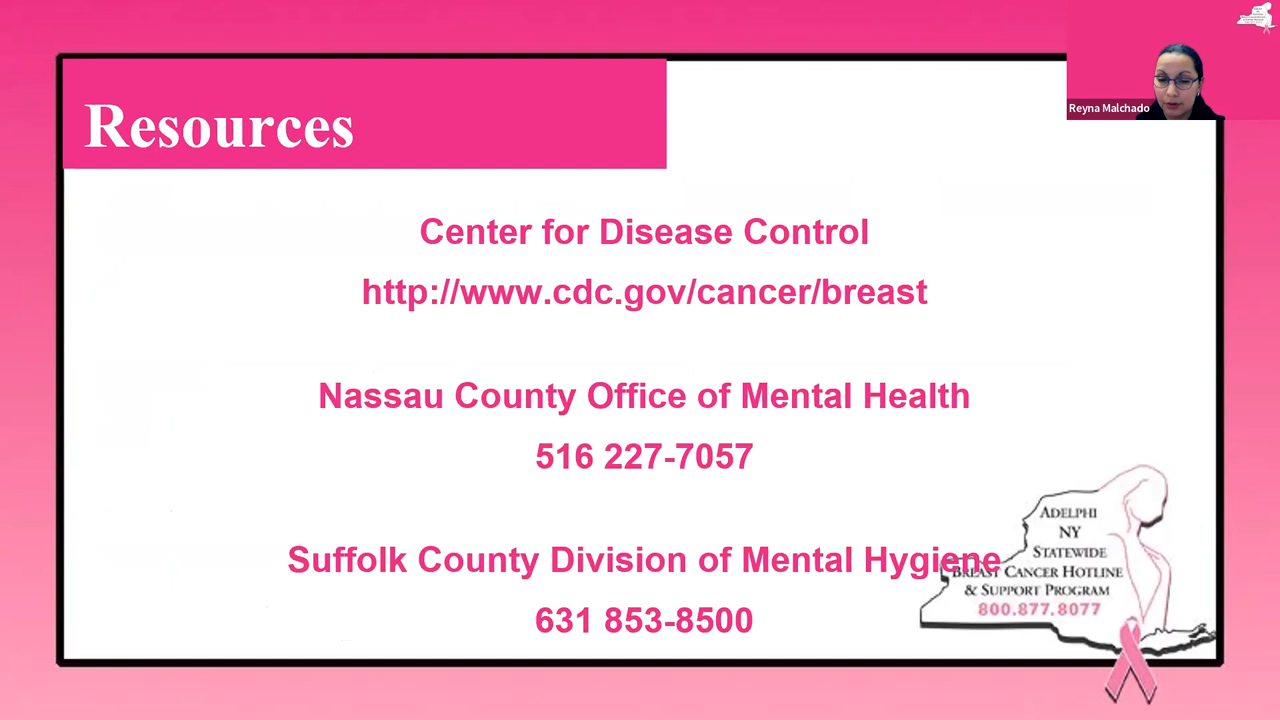 Resources
Reyna Malchado
Center for Disease Control
http://www.cdc.gov/cancer/breast
Nassau County Office of Mental Health
516 227-7057
Suffolk County Division of Mental Hygiene
631 853-8500
ADELPHI
NY
STATEWIDE
BREAST CANCER HOTLINE
& SUPPORT PROGRAM
800.877.8077